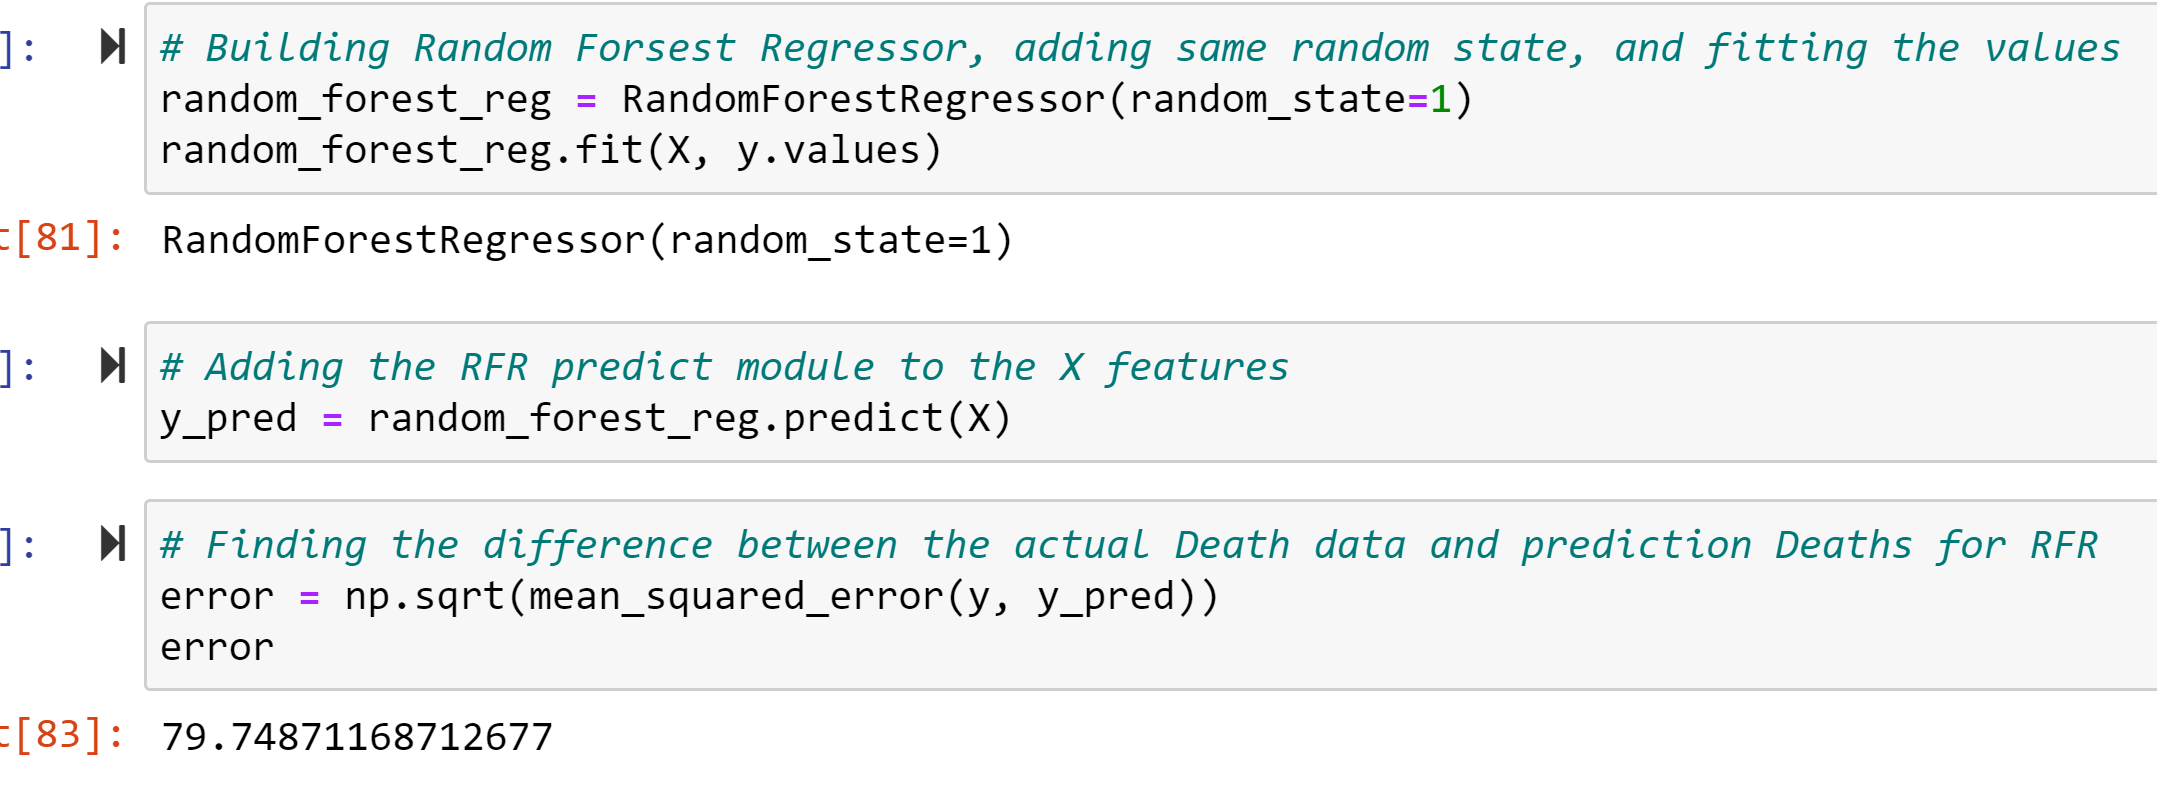 ]:
# Building Random Forsest Regressor, adding same random state, and fitting the values
random_forest_reg = RandomForestRegressor(random_state=1)
random_forest_reg.fit(X, y.values)
t[81]: RandomForestRegressor(random_state=1)
]:
# Adding the RFR predict module to the X features
y_pred = random_forest_reg.predict(X)
]:
# Finding the difference between the actual Death data and prediction Deaths for RFR
error = np.sqrt(mean_squared_error(y, y_pred))
error
t[83]: 79.74871168712677